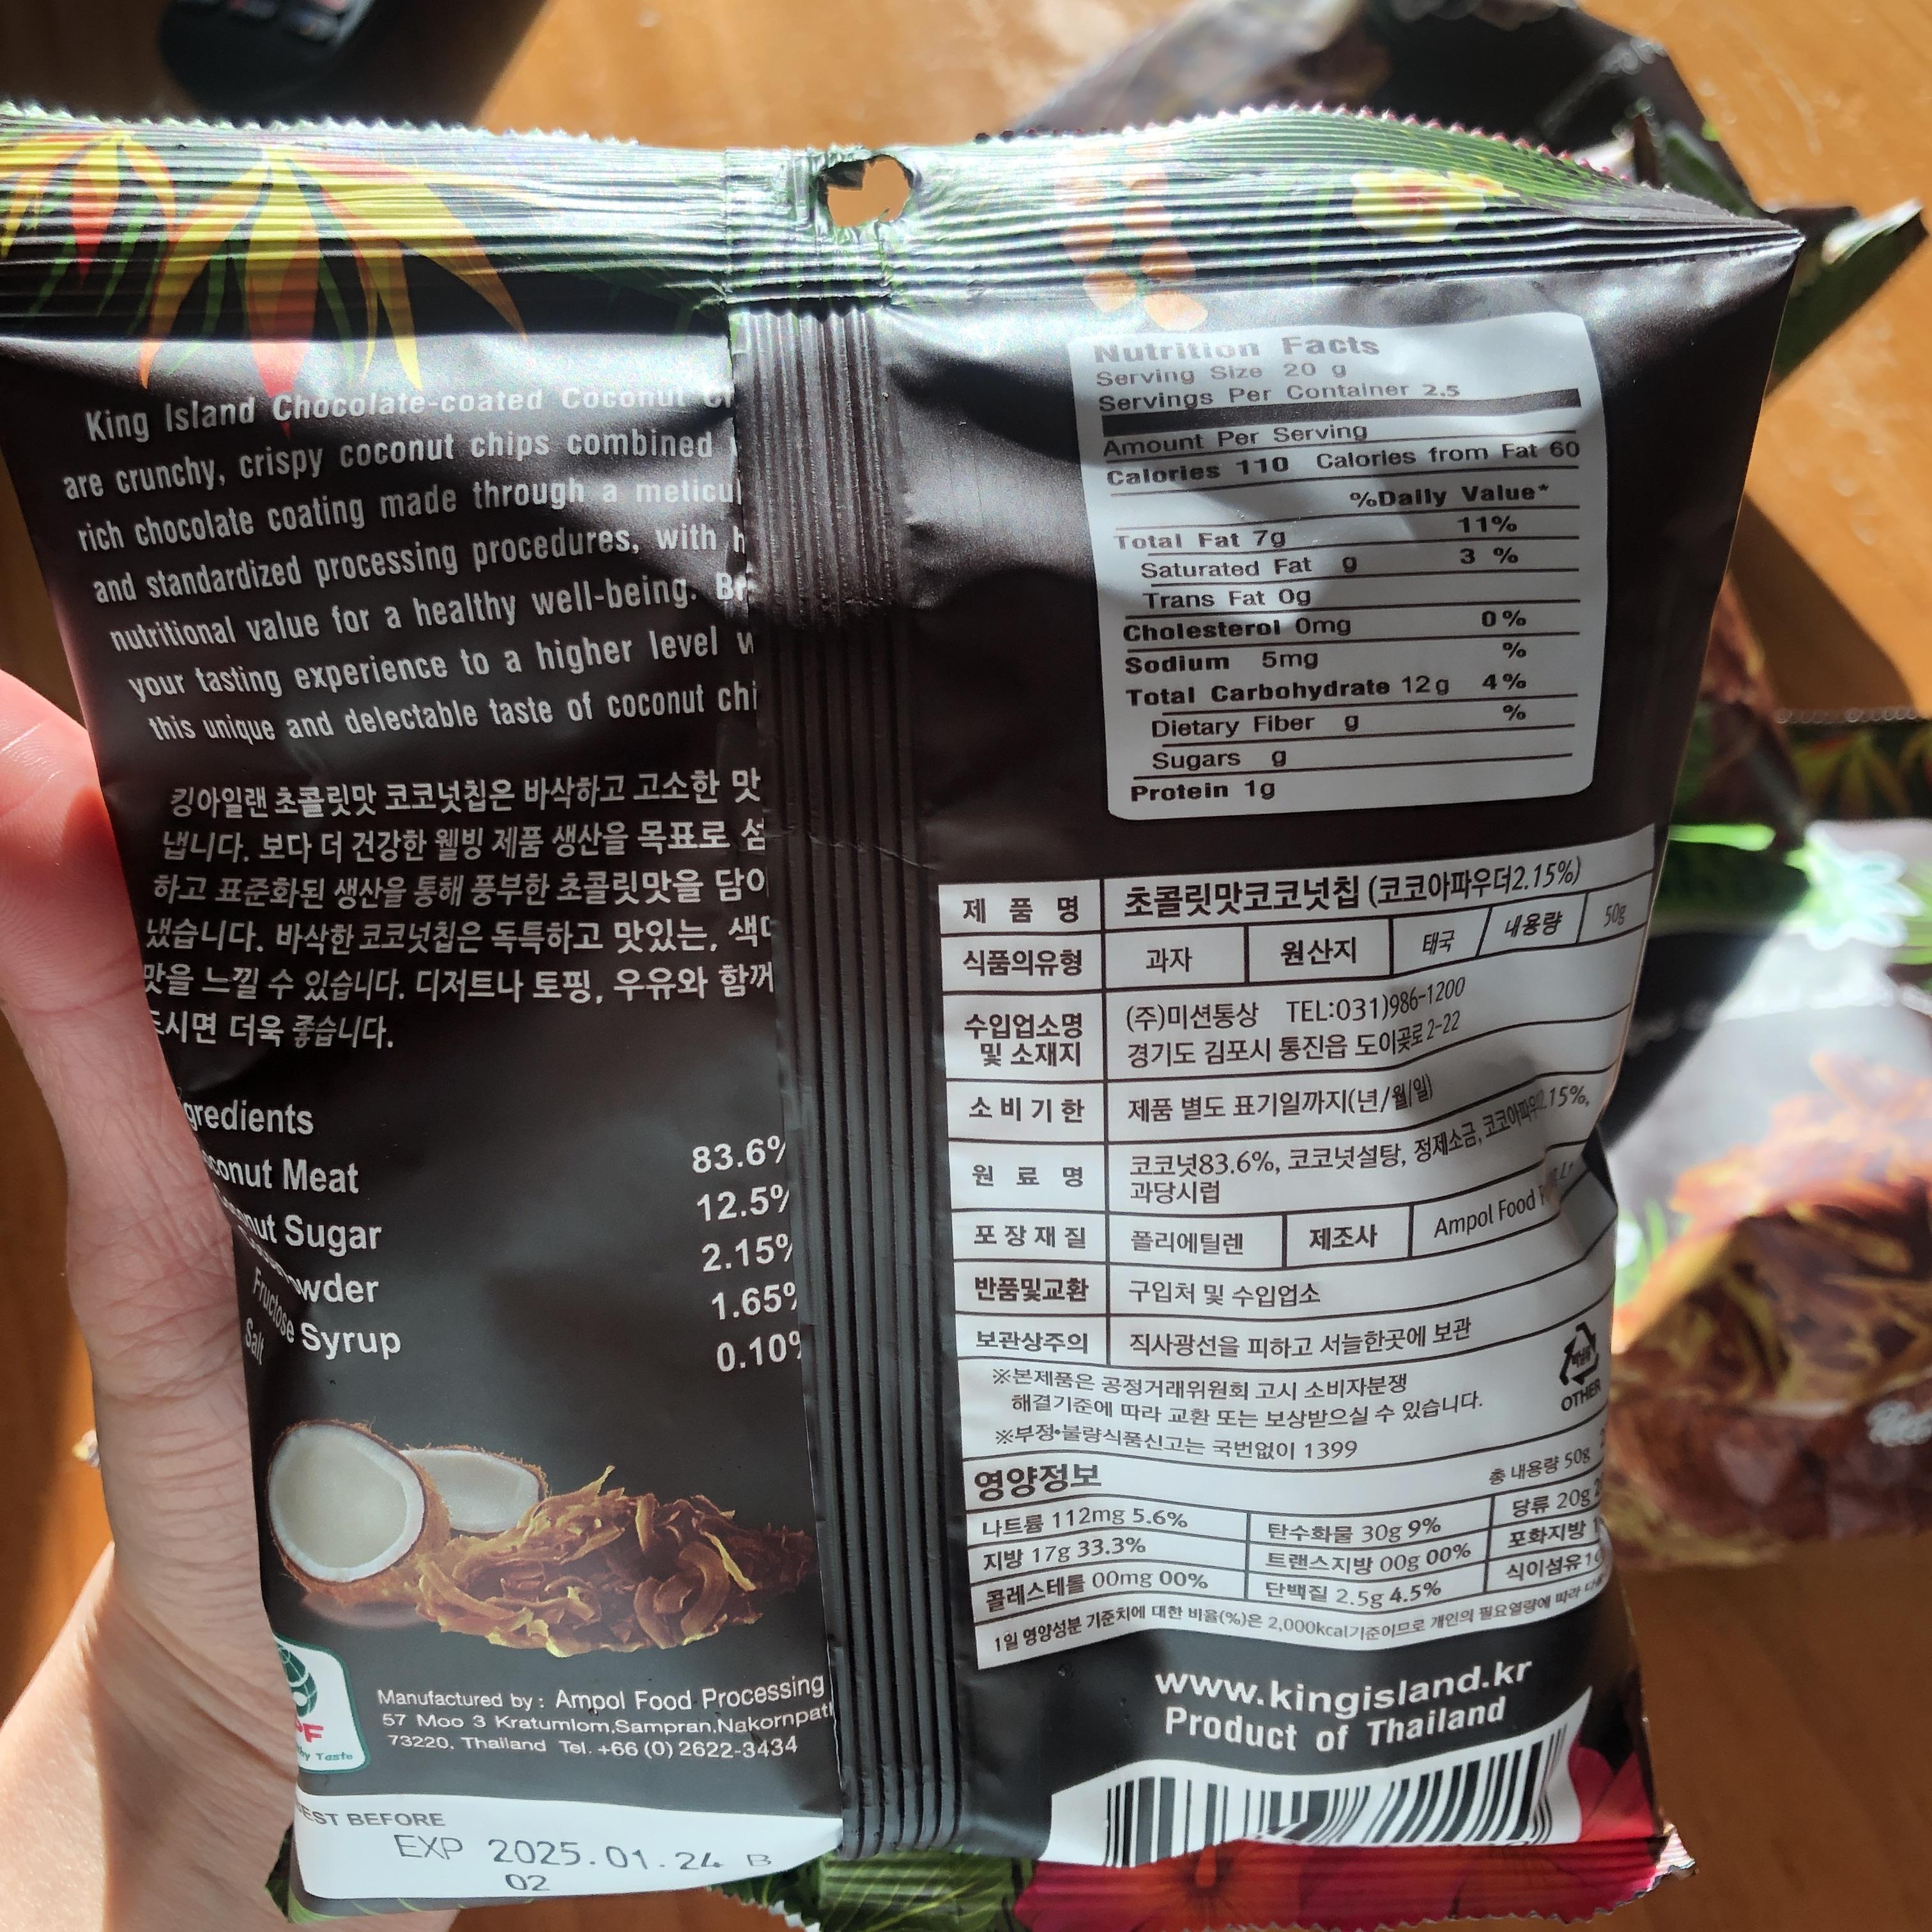 King Island Chocolate-coated Coconut
are crunchy, crispy coconut chips combined
rich chocolate coating made through a
and standardized processing procedures, with
nutritional value for a healthy well-being.
your tasting experience to a higher level
this unique and delectable taste of coconut
킹아일랜 초콜릿맛 코코넛칩은 바삭하고 고소한 맛
냅니다. 보다 더 건강한 웰빙 제품 생산을 목표로
하고 표준화된 생산을 통해 풍부한 초콜릿맛을
냈습니다. 바삭한 코코넛칩은 독특하고 맛있는,
맛을 느낄 수 있습니다. 디저트나 토핑, 우유와 함께
더욱 좋습니다.
Meat 83.6%
Sugar 12.5%
2.15%
Fructose Syrup 1.65%
Salt 0.10%
Manufactured by : Ampol Food Processing
57 Moo 3 Kratumlom,Sampran,
73220, Thailand Tel. +66 (0) 2622-3434
Taste
BEFORE
EXP 2025.01.24 B
02
Nutrition Facts
Serving Size 20 g
Servings Per Container 2.5
Amount Per Serving
Calories 110 Calories from Fat 60
%Daily Value*
Total Fat 7g 11%
Saturated Fat g 3 %
Trans Fat 0g
Cholesterol 0mg 0%
Sodium 5mg %
Total Carbohydrate 12g 4%
Dietary Fiber g %
Sugars g
Protein 1g
제 품 명 초콜릿맛코코넛칩 (코코아파우더2.15%)
식품의유형 과자 원산지 태국 내용량 50g
수입업소명 및 소재지 (주)미션통상 TEL:031)986-1200
경기도 김포시 통진읍 도이곶로 2-22
소 비 기 한 제품 별도 표기일까지(년/월/일)
원 료 명 코코넛83.6%, 코코넛설탕, 정제소금,
과당시럽
포 장 재 질 폴리에틸렌 제조사 Ampol Food
반품및교환 구입처 및 수입업소
보관상주의 직사광선을 피하고 서늘한곳에 보관
※본제품은 공정거래위원회 고시 소비자분쟁
해결기준에 따라 교환 또는 보상받으실 수 있습니다.
※부정•불량식품신고는 국번없이 1399
OTHER
영양정보 총 내용량 50g
나트륨 112mg 5.6% 탄수화물 30g 9% 당류 20g
지방 17g 33.3% 트랜스지방 00g 00% 포화지방
콜레스테롤 00mg 00% 단백질 2.5g 4.5% 식이섬유
1일 영양성분 기준치에 대한 비율(%)은 2,000kcal기준이므로 개인의 필요열량에 따라
www.kingisland.kr
Product of Thailand